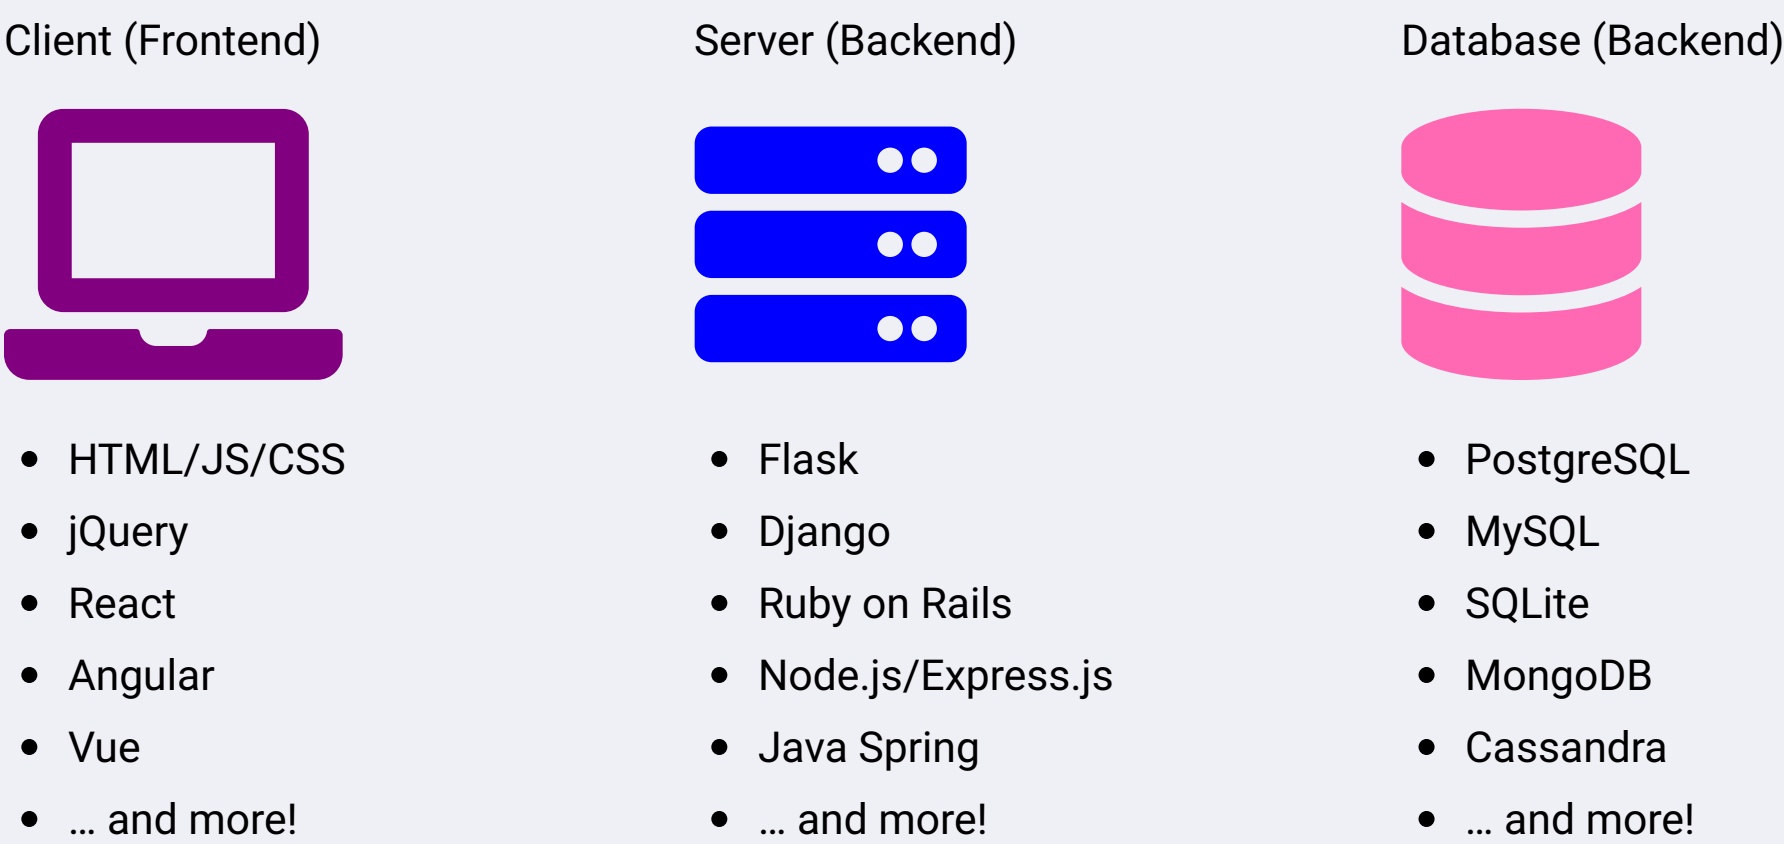 Client (Frontend)
HTML/JS/CSS
jQuery
React
Angular
Vue
… and more!
Server (Backend)
Flask
Django
Ruby on Rails
Node.js/Express.js
Java Spring
… and more!
Database (Backend)
PostgreSQL
MySQL
SQLite
MongoDB
Cassandra
… and more!